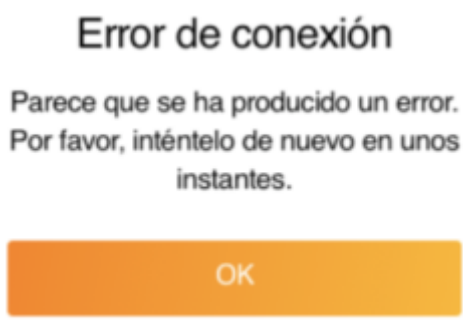 Error de conexión
Parece que se ha producido un error.
Por favor, inténtelo de nuevo en unos
instantes.
OK